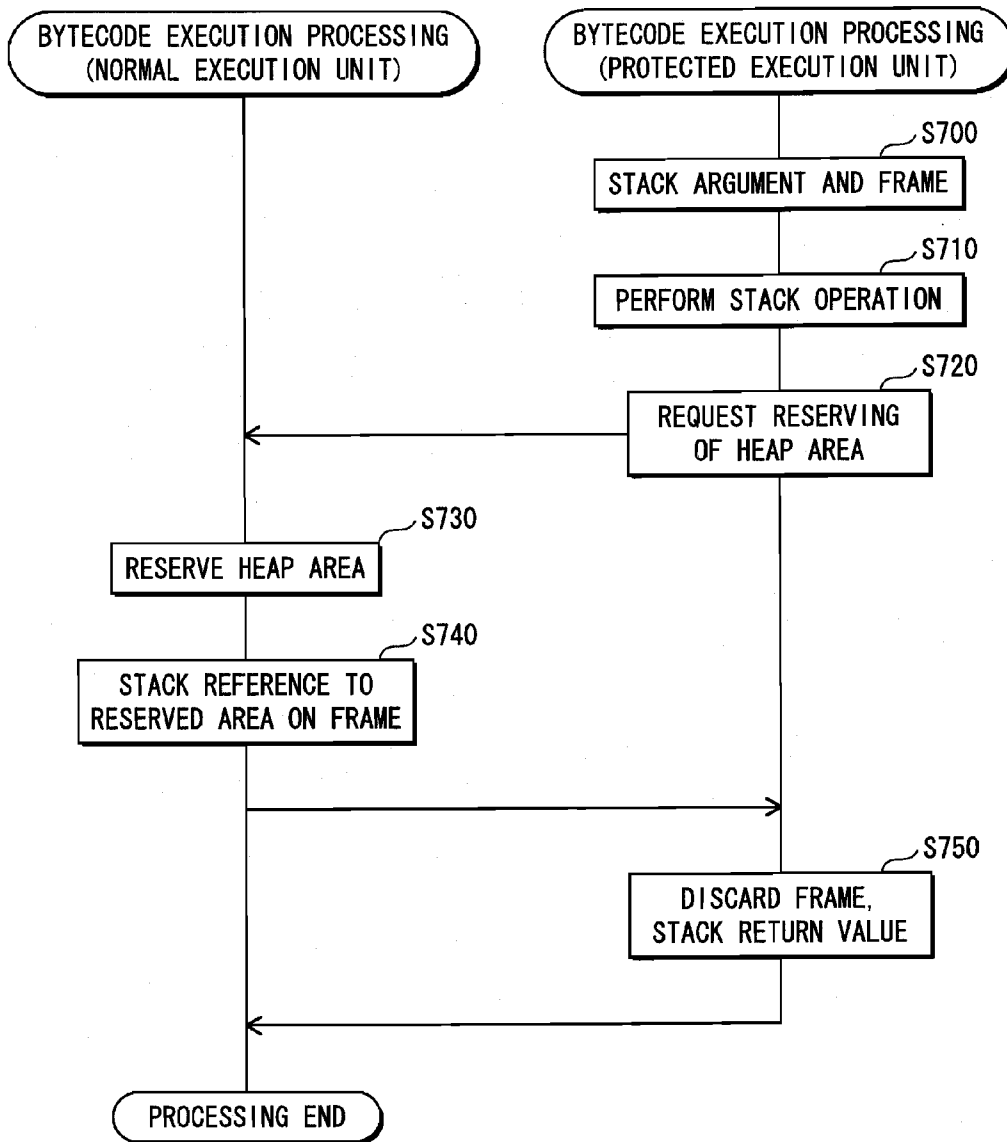 BYTECODE EXECUTION PROCESSING
(NORMAL EXECUTION UNIT)
BYTECODE EXECUTION PROCESSING
(PROTECTED EXECUTION UNIT)
S700
STACK ARGUMENT AND FRAME
S710
PERFORM STACK OPERATION
S720
REQUEST RESERVING
OF HEAP AREA
S730
RESERVE HEAP AREA
S740
STACK REFERENCE TO
RESERVED AREA ON FRAME
S750
DISCARD FRAME,
STACK RETURN VALUE
PROCESSING END